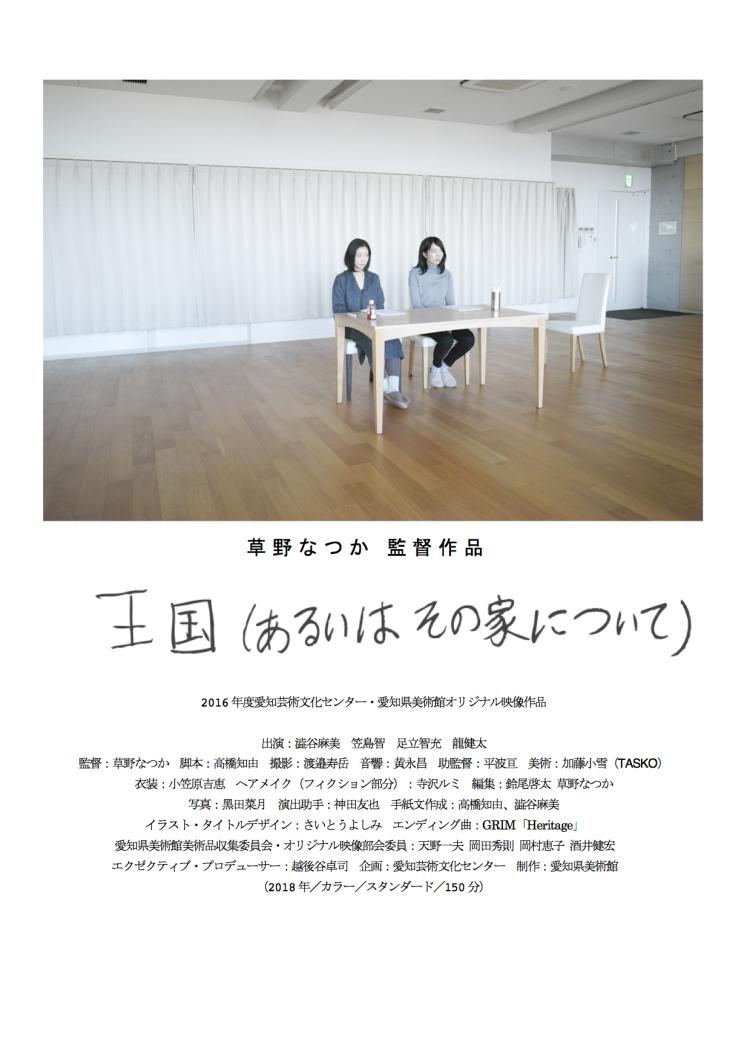 草野なつか 監督作品
王国(あるいはその家について)
2016年度愛知芸術文化センター・愛知県美術館オリジナル映像作品
出演：澁谷麻美　笠島智　足立智充　龍健太
監督：草野なつか　脚本：高橋知由　撮影：渡邉寿岳　音響：黄永昌　助監督：平波亘　美術：加藤小雪（TASKO）
衣装：小笠原吉恵　ヘアメイク（フィクション部分）：寺沢ルミ　編集：鈴尾啓太 草野なつか
写真：黒田菜月　演出助手：神田友也　手紙文作成：高橋知由、澁谷麻美
イラスト・タイトルデザイン：さいとうよしみ　エンディング曲：GRIM「Heritage」
愛知県美術館美術品収集委員会・オリジナル映像部会委員：天野一夫 岡田秀則 岡村恵子 酒井健宏
エクゼクティブ・プロデューサー：越後谷卓司　企画：愛知芸術文化センター　制作：愛知県美術館
（2018年／カラー／スタンダード／150分）